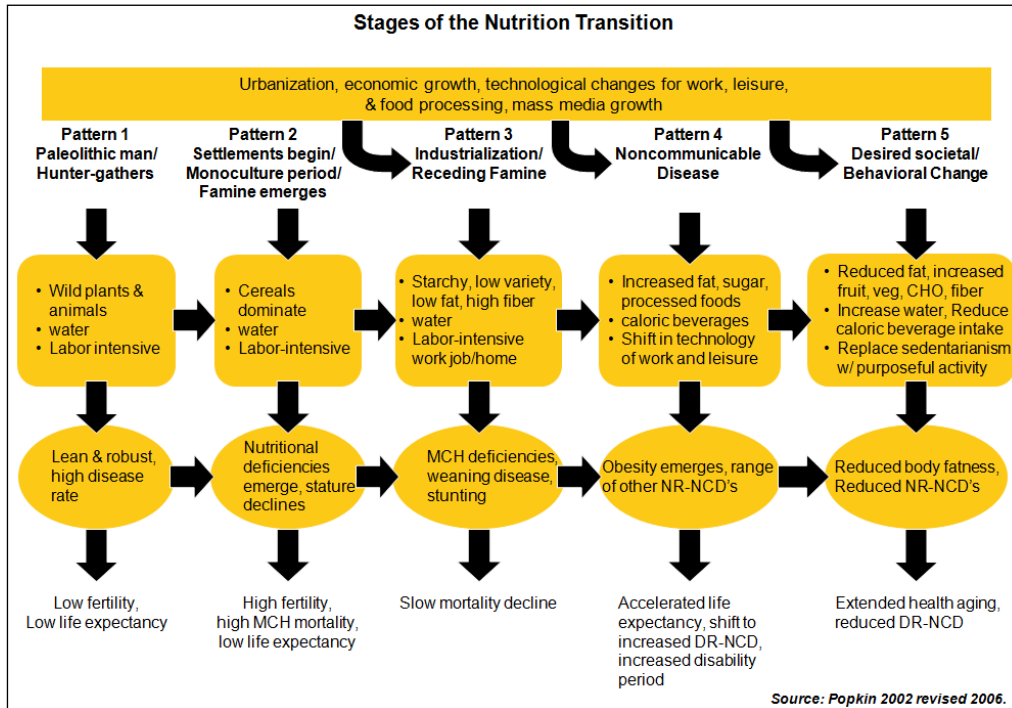 Stages of the Nutrition Transition
Urbanization, economic growth, technological changes for work, leisure,
& food processing, mass media growth
Pattern 1
Paleolithic man/
Hunter-gathers
Pattern 2
Settlements begin/
Monoculture period/
Famine emerges
Pattern 3
Industrialization/
Receding Famine
Pattern 4
Noncommunicable
Disease
Pattern 5
Desired societal/
Behavioral Change
• Wild plants &
animals
• water
• Labor intensive
• Cereals
dominate
• water
• Labor-intensive
• Starchy, low variety,
low fat, high fiber
• water
• Labor-intensive
work job/home
• Increased fat, sugar,
processed foods
• caloric beverages
• Shift in technology
of work and leisure
• Reduced fat, increased
fruit, veg, CHO, fiber
• Increase water, Reduce
caloric beverage intake
• Replace sedentarianism
w/ purposeful activity
Lean & robust,
high disease
rate
Nutritional
deficiencies
emerge, stature
declines
MCH deficiencies,
weaning disease,
stunting
Obesity emerges, range
of other NR-NCD's
Reduced body fatness,
Reduced NR-NCD's
Low fertility,
Low life expectancy
High fertility,
high MCH mortality,
low life expectancy
Slow mortality decline
Accelerated life
expectancy, shift to
increased DR-NCD,
increased disability
period
Extended health aging,
reduced DR-NCD
Source: Popkin 2002 revised 2006.